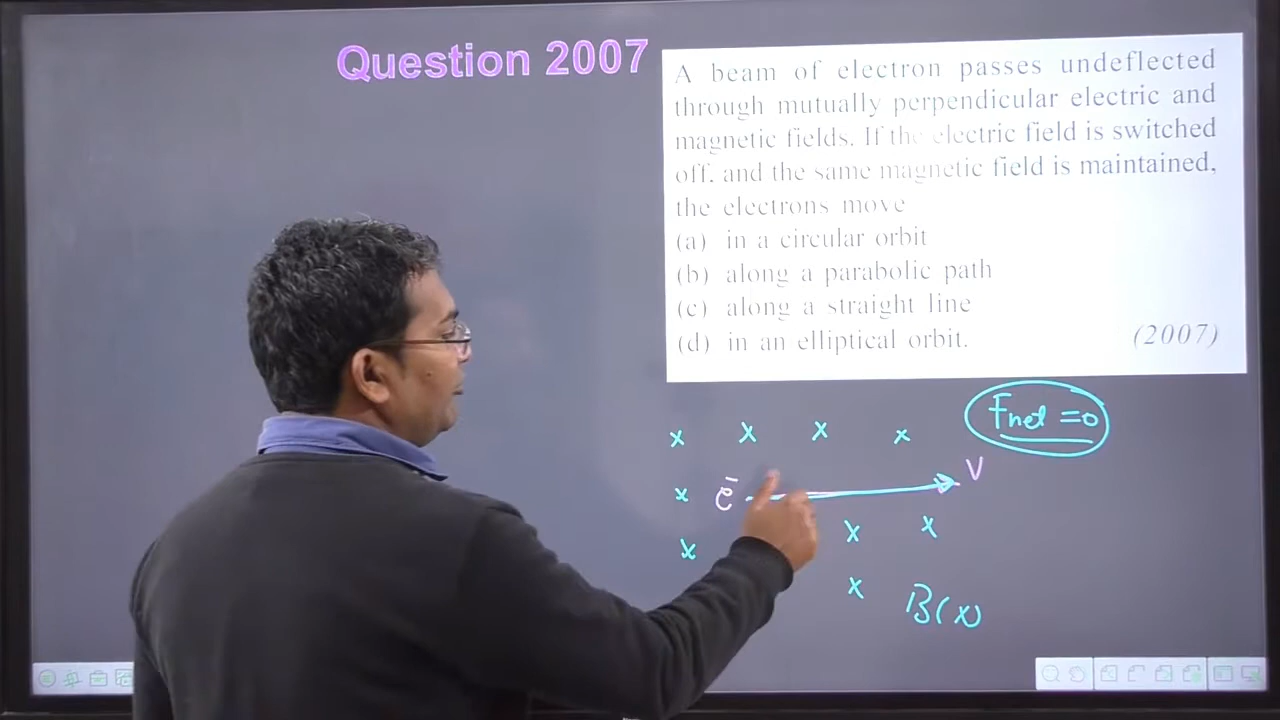 Question 2007
A beam of electron passes undeflected
through mutually perpendicular electric and
magnetic fields. If the electric field is switched
off, and the same magnetic field is maintained,
the electrons move
(a) in a circular orbit
(b) along a parabolic path
(c) along a straight line
(d) in an elliptical orbit.
(2007)
Fnet = 0
x x x x
V
x e⁻
x x
x
x B(x)